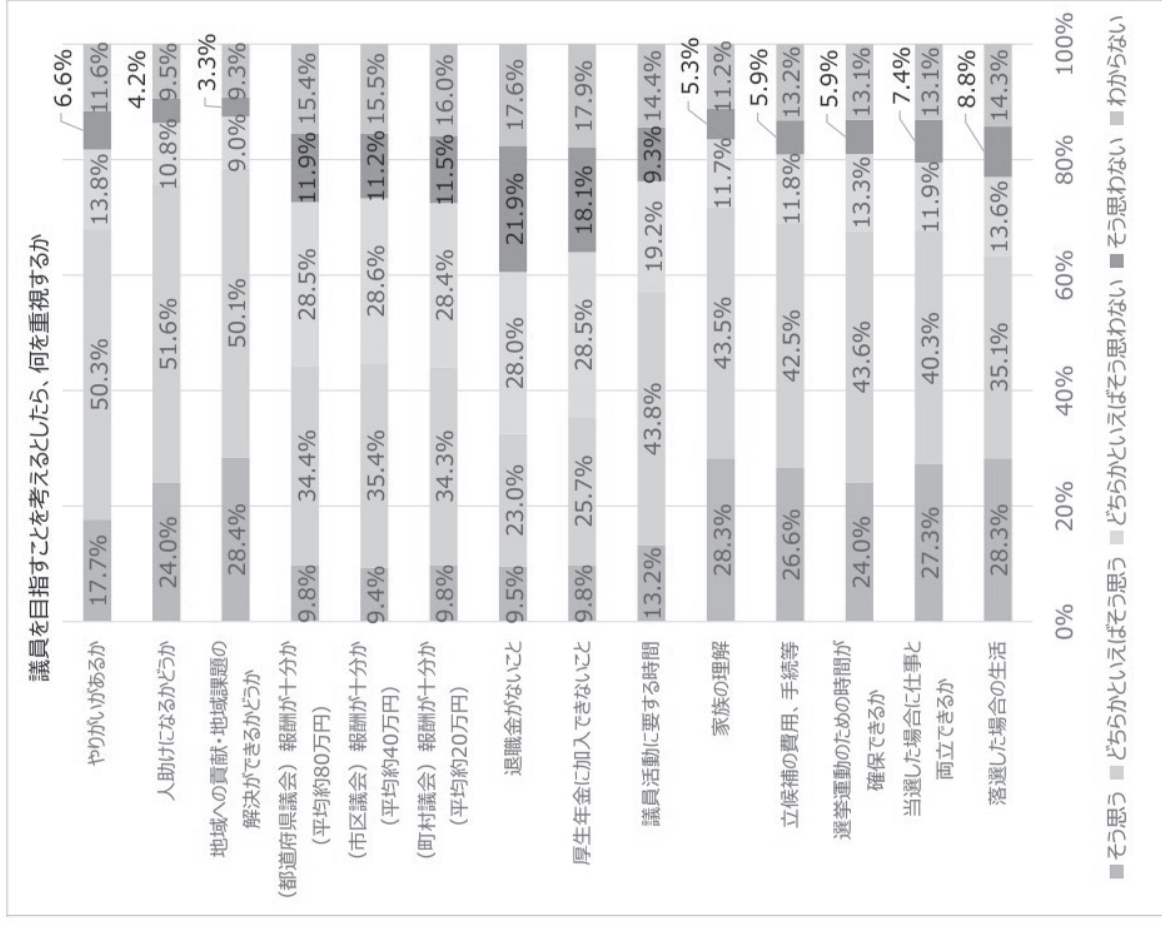 議員を目指すことを考えるとしたら、何を重視するか
やりがいがあるか
17.7% 50.3% 13.8% 6.6% 11.6%
人助けになるかどうか
24.0% 51.6% 10.8% 4.2% 9.5%
地域への貢献・地域課題の
解決ができるかどうか
28.4% 50.1% 9.0% 3.3% 9.3%
(都道府県議会)報酬が十分か
(平均約80万円)
9.8% 34.4% 28.5% 11.9% 15.4%
(市区議会)報酬が十分か
(平均約40万円)
9.4% 35.4% 28.6% 11.2% 15.5%
(町村議会)報酬が十分か
(平均約20万円)
9.8% 34.3% 28.4% 11.5% 16.0%
退職金がないこと
9.5% 23.0% 28.0% 21.9% 17.6%
厚生年金に加入できないこと
9.8% 25.7% 28.5% 18.1% 17.9%
議員活動に要する時間
13.2% 43.8% 19.2% 9.3% 14.4%
家族の理解
28.3% 43.5% 11.7% 5.3% 11.2%
立候補の費用、手続等
26.6% 42.5% 11.8% 5.9% 13.2%
選挙運動のための時間が
確保できるか
24.0% 43.6% 13.3% 5.9% 13.1%
当選した場合に仕事と
両立できるか
27.3% 40.3% 11.9% 7.4% 13.1%
落選した場合の生活
28.3% 35.1% 13.6% 8.8% 14.3%
0% 20% 40% 60% 80% 100%
そう思う どちらかといえばそう思う どちらかといえばそう思わない そう思わない わからない